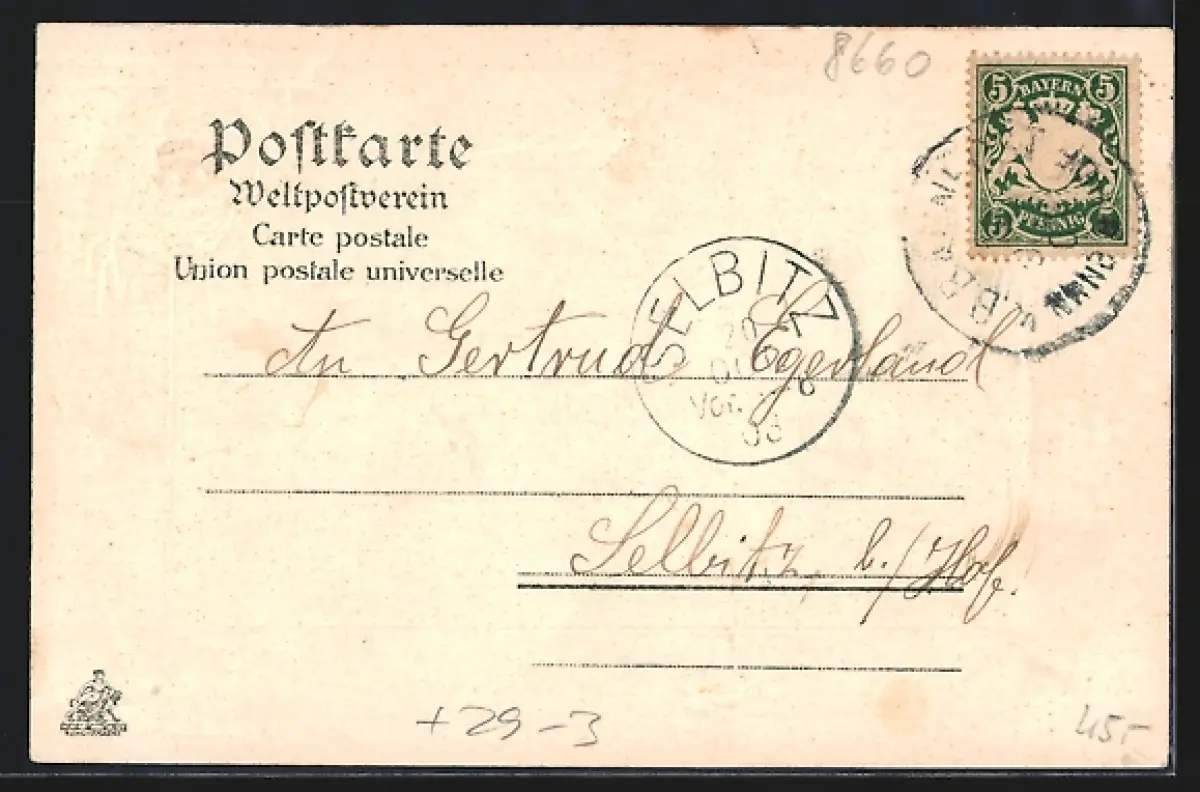 8660
5 BAYERN 5
5 PFENNIG
Postkarte
Weltpostverein
Carte postale
Union postale universelle
SELBITZ
20
Vor.
An Gertrud Egerland
Selbitz, b./Hof.
+29-3
45-